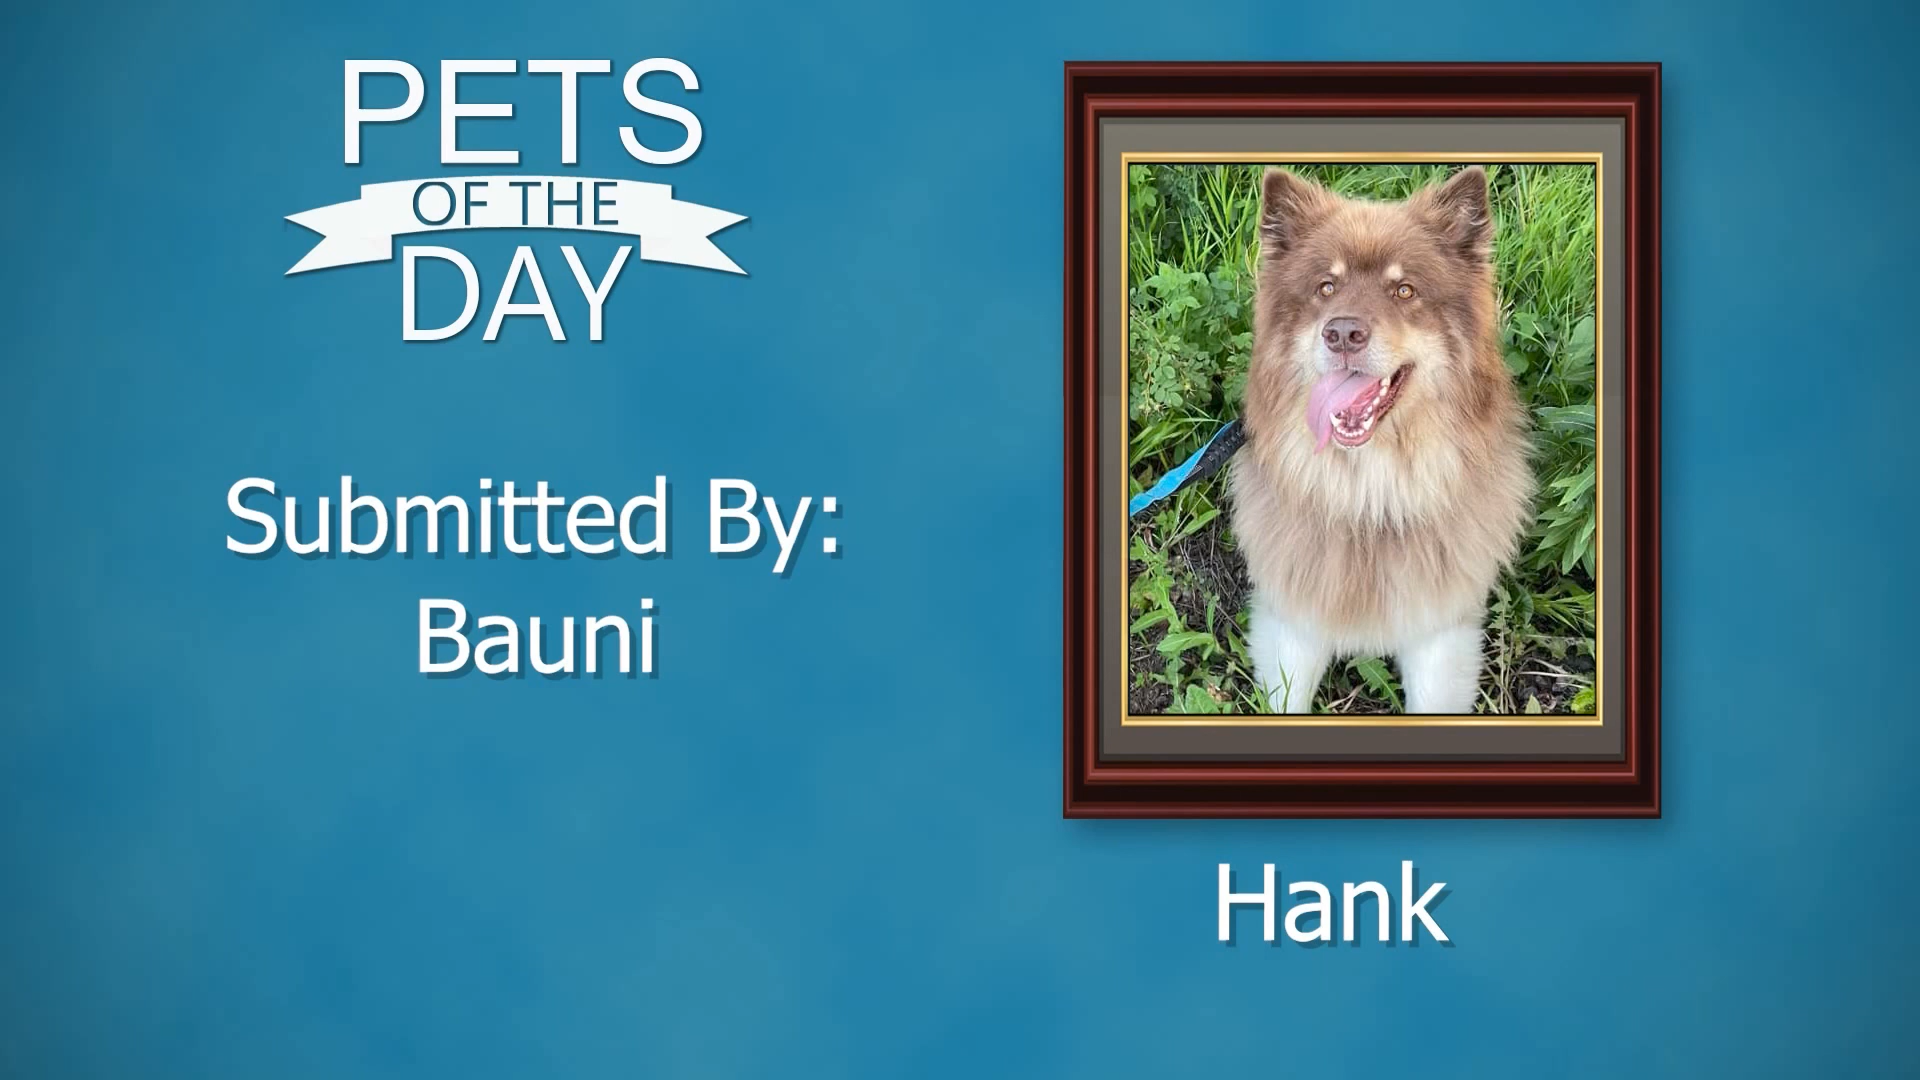 PETS
OF THE
DAY
Submitted By:
Bauni
Hank